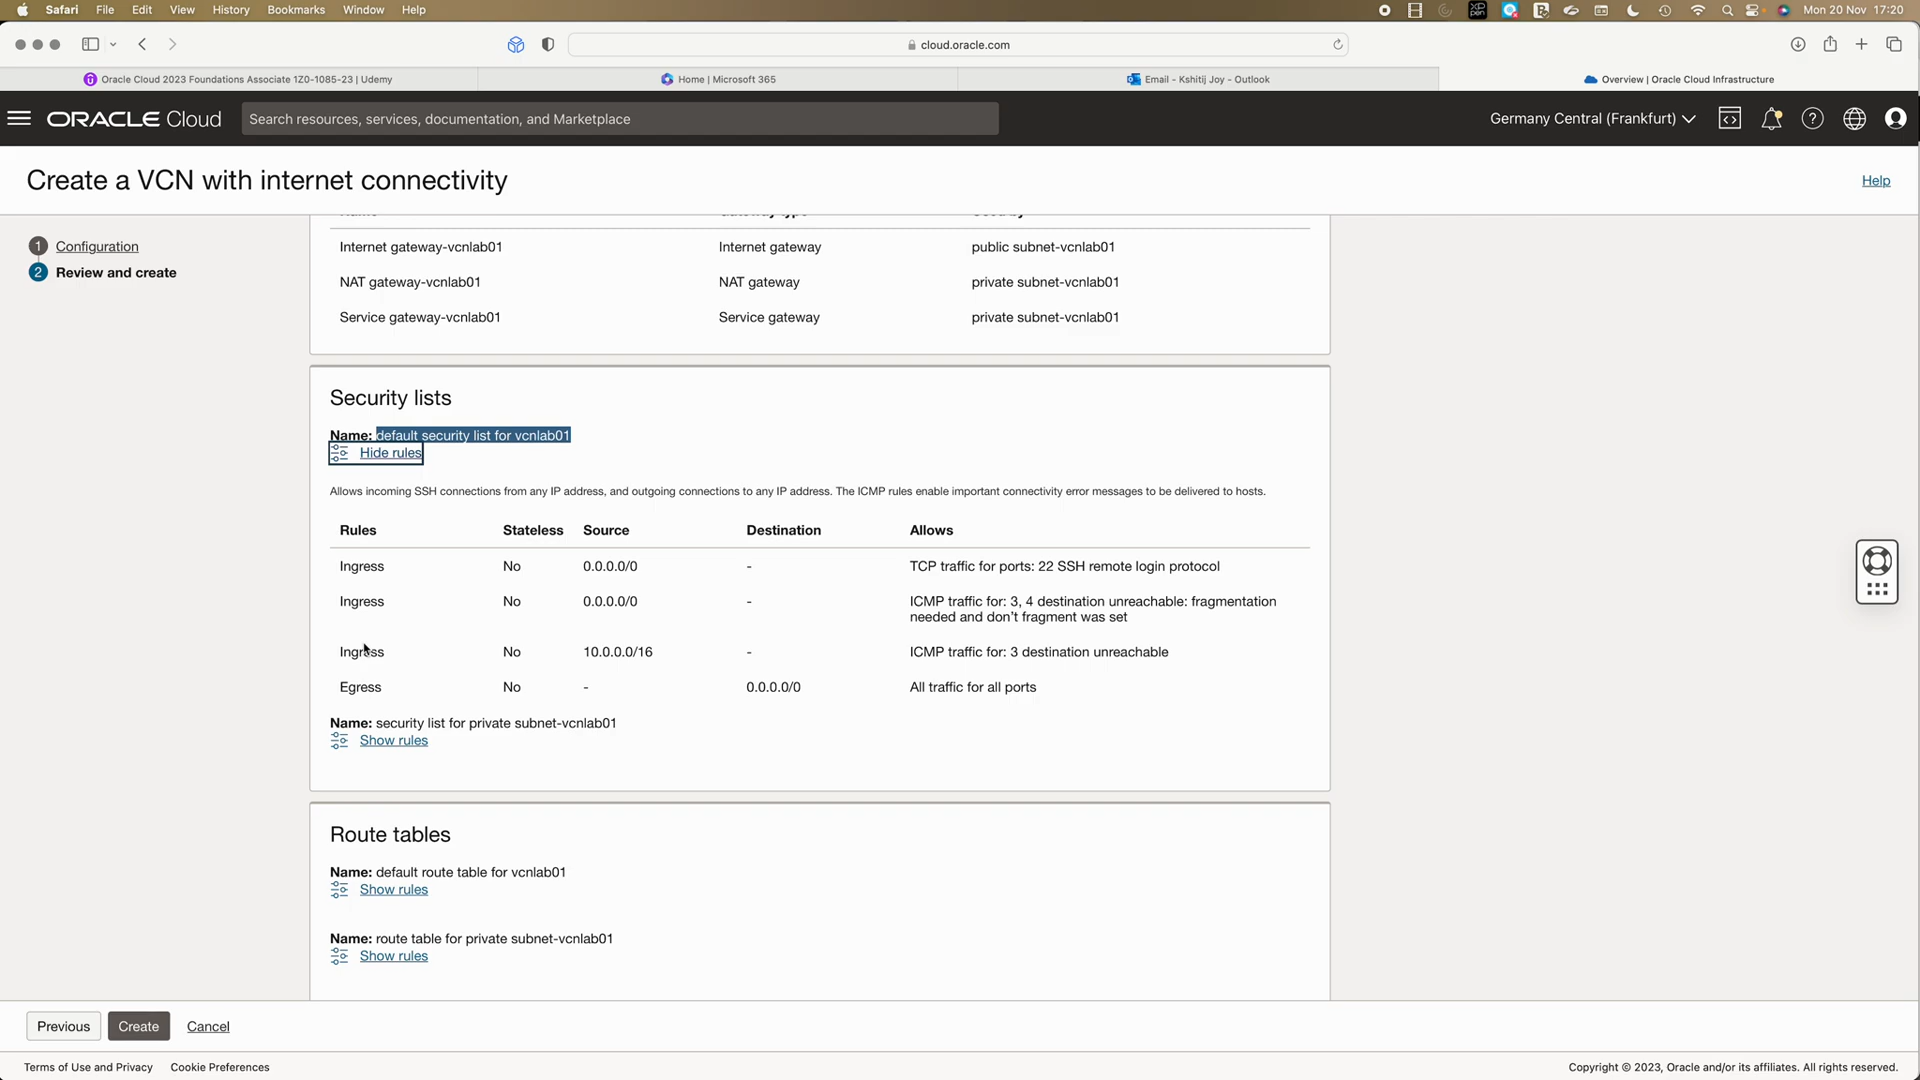 Safari File Edit View History Bookmarks Window Help
Mon 20 Nov 17:20
cloud.oracle.com
Oracle Cloud 2023 Foundations Associate 1Z0-1085-23 | Udemy
Home | Microsoft 365
Email - Kshitij Joy - Outlook
Overview | Oracle Cloud Infrastructure
ORACLE Cloud
Search resources, services, documentation, and Marketplace
Germany Central (Frankfurt)
Create a VCN with internet connectivity
Help
1 Configuration
2 Review and create
Name Gateway type Used by
Internet gateway-vcnlab01 Internet gateway public subnet-vcnlab01
NAT gateway-vcnlab01 NAT gateway private subnet-vcnlab01
Service gateway-vcnlab01 Service gateway private subnet-vcnlab01
Security lists
Name: default security list for vcnlab01
Hide rules
Allows incoming SSH connections from any IP address, and outgoing connections to any IP address. The ICMP rules enable important connectivity error messages to be delivered to hosts.
Rules Stateless Source Destination Allows
Ingress No 0.0.0.0/0 - TCP traffic for ports: 22 SSH remote login protocol
Ingress No 0.0.0.0/0 - ICMP traffic for: 3, 4 destination unreachable: fragmentation
needed and don't fragment was set
Ingress No 10.0.0.0/16 - ICMP traffic for: 3 destination unreachable
Egress No - 0.0.0.0/0 All traffic for all ports
Name: security list for private subnet-vcnlab01
Show rules
Route tables
Name: default route table for vcnlab01
Show rules
Name: route table for private subnet-vcnlab01
Show rules
Previous Create Cancel
Terms of Use and Privacy Cookie Preferences
Copyright © 2023, Oracle and/or its affiliates. All rights reserved.